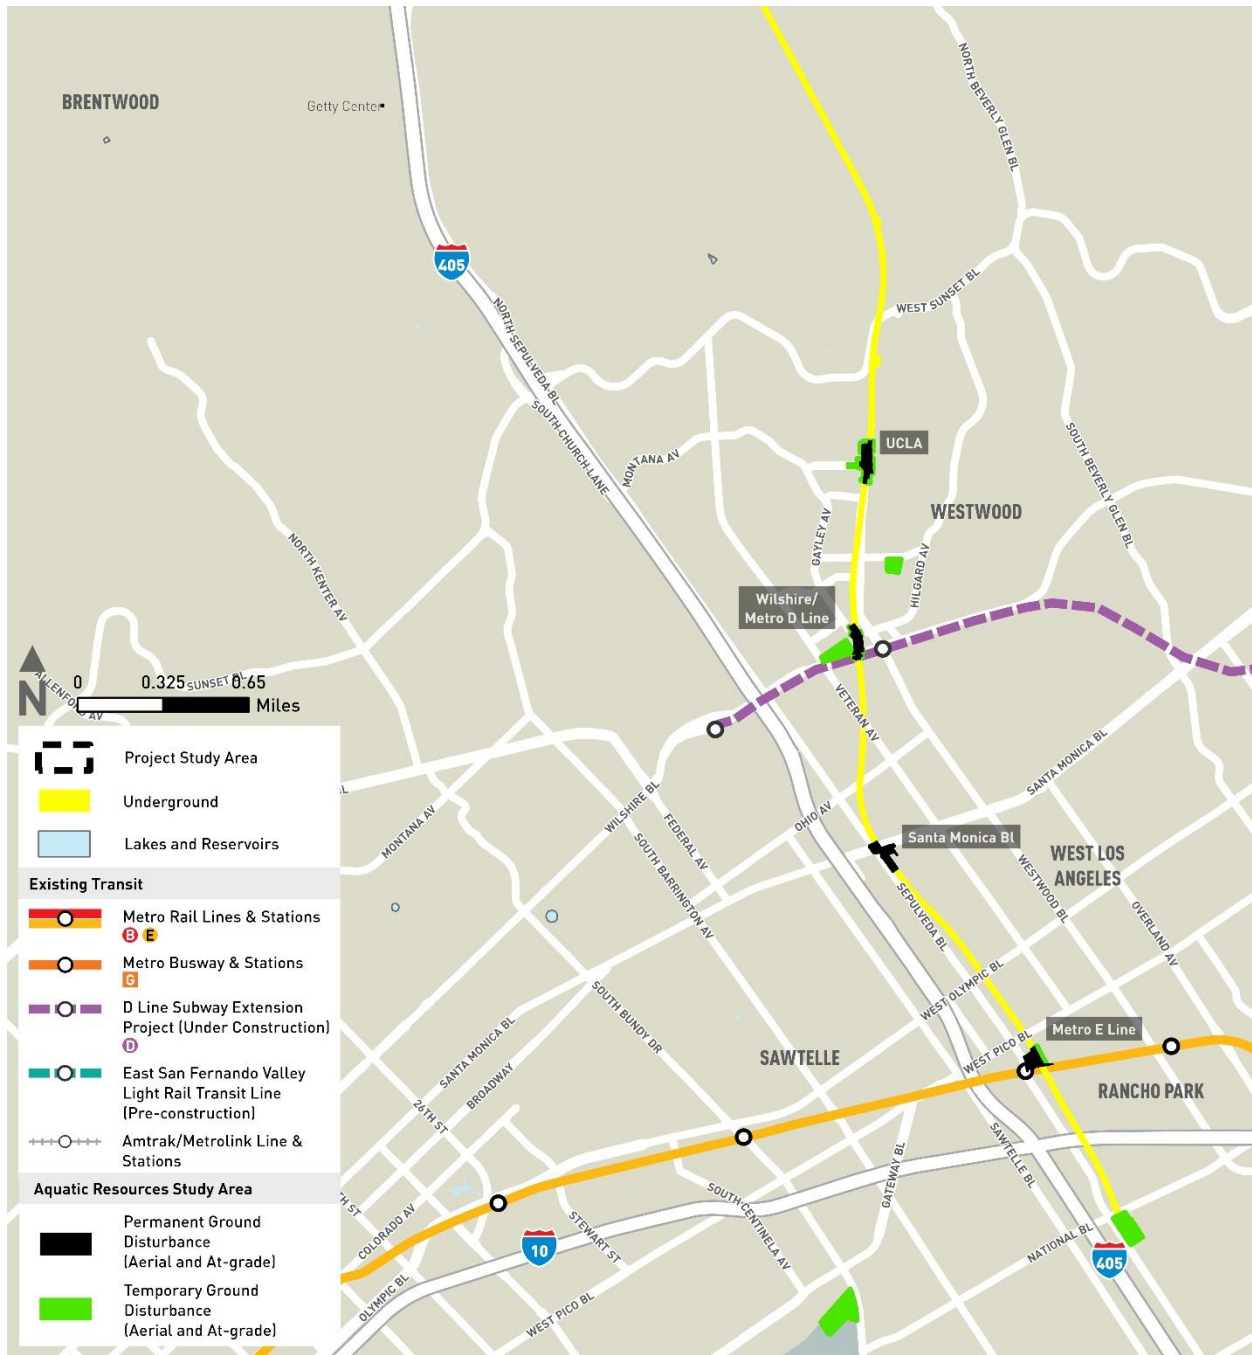 BRENTWOOD
Getty Center
NORTH BEVERLY GLEN BL
405
WEST SUNSET BL
NORTH SEPULVEDA BL
SOUTH CHURCH LANE
MONTANA AV
UCLA
SOUTH BEVERLY GLEN BL
WESTWOOD
GAYLEY AV
HILGARD AV
NORTH KENTER AV
Wilshire/
Metro D Line
ALLENFORD AV
SUNSET BL
N
0 0.325 0.65
Miles
VETERAN AV
SANTA MONICA BL
BL
MONTANA AV
WILSHIRE BL
FEDERAL AV
OHIO AV
SOUTH BARRINGTON AV
Santa Monica Bl
WEST LOS
ANGELES
WESTWOOD BL
OVERLAND AV
SEPULVEDA BL
WEST OLYMPIC BL
SOUTH BUNDY DR
SANTA MONICA BL
BROADWAY
SAWTELLE
WEST PICO BL
Metro E Line
RANCHO PARK
26TH ST
SAWTELLE BL
GATEWAY BL
SOUTH CENTINELA AV
TH ST
COLORADO AV
STEWART ST
OLYMPIC BL
10
WEST PICO BL
NATIONAL BL
405
Project Study Area
Underground
Lakes and Reservoirs
Existing Transit
Metro Rail Lines & Stations
B E
Metro Busway & Stations
G
D Line Subway Extension
Project (Under Construction)
D
East San Fernando Valley
Light Rail Transit Line
(Pre-construction)
Amtrak/Metrolink Line &
Stations
Aquatic Resources Study Area
Permanent Ground
Disturbance
(Aerial and At-grade)
Temporary Ground
Disturbance
(Aerial and At-grade)